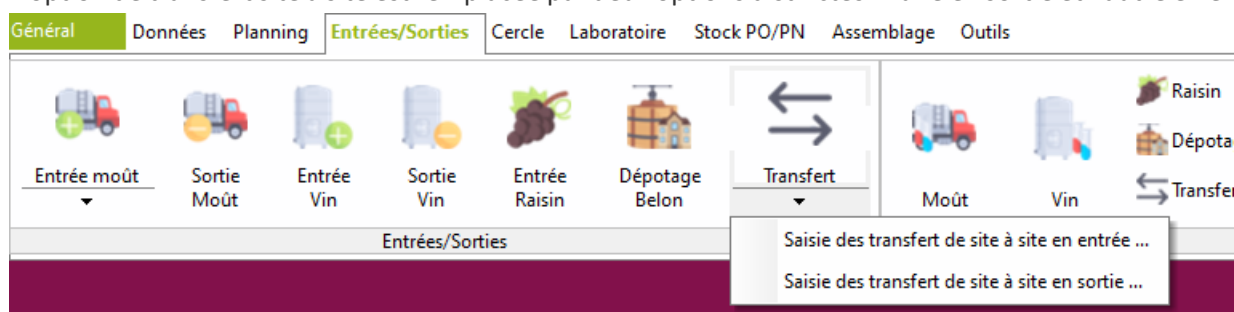 Général Données Planning Entrées/Sorties Cercle Laboratoire Stock PO/PN Assemblage Outils
Raisin
Entrée moût Sortie Moût Entrée Vin Sortie Vin Entrée Raisin Dépotage Belon Transfert Moût Vin
Entrées/Sorties
Saisie des transfert de site à site en entrée ...
Saisie des transfert de site à site en sortie ...